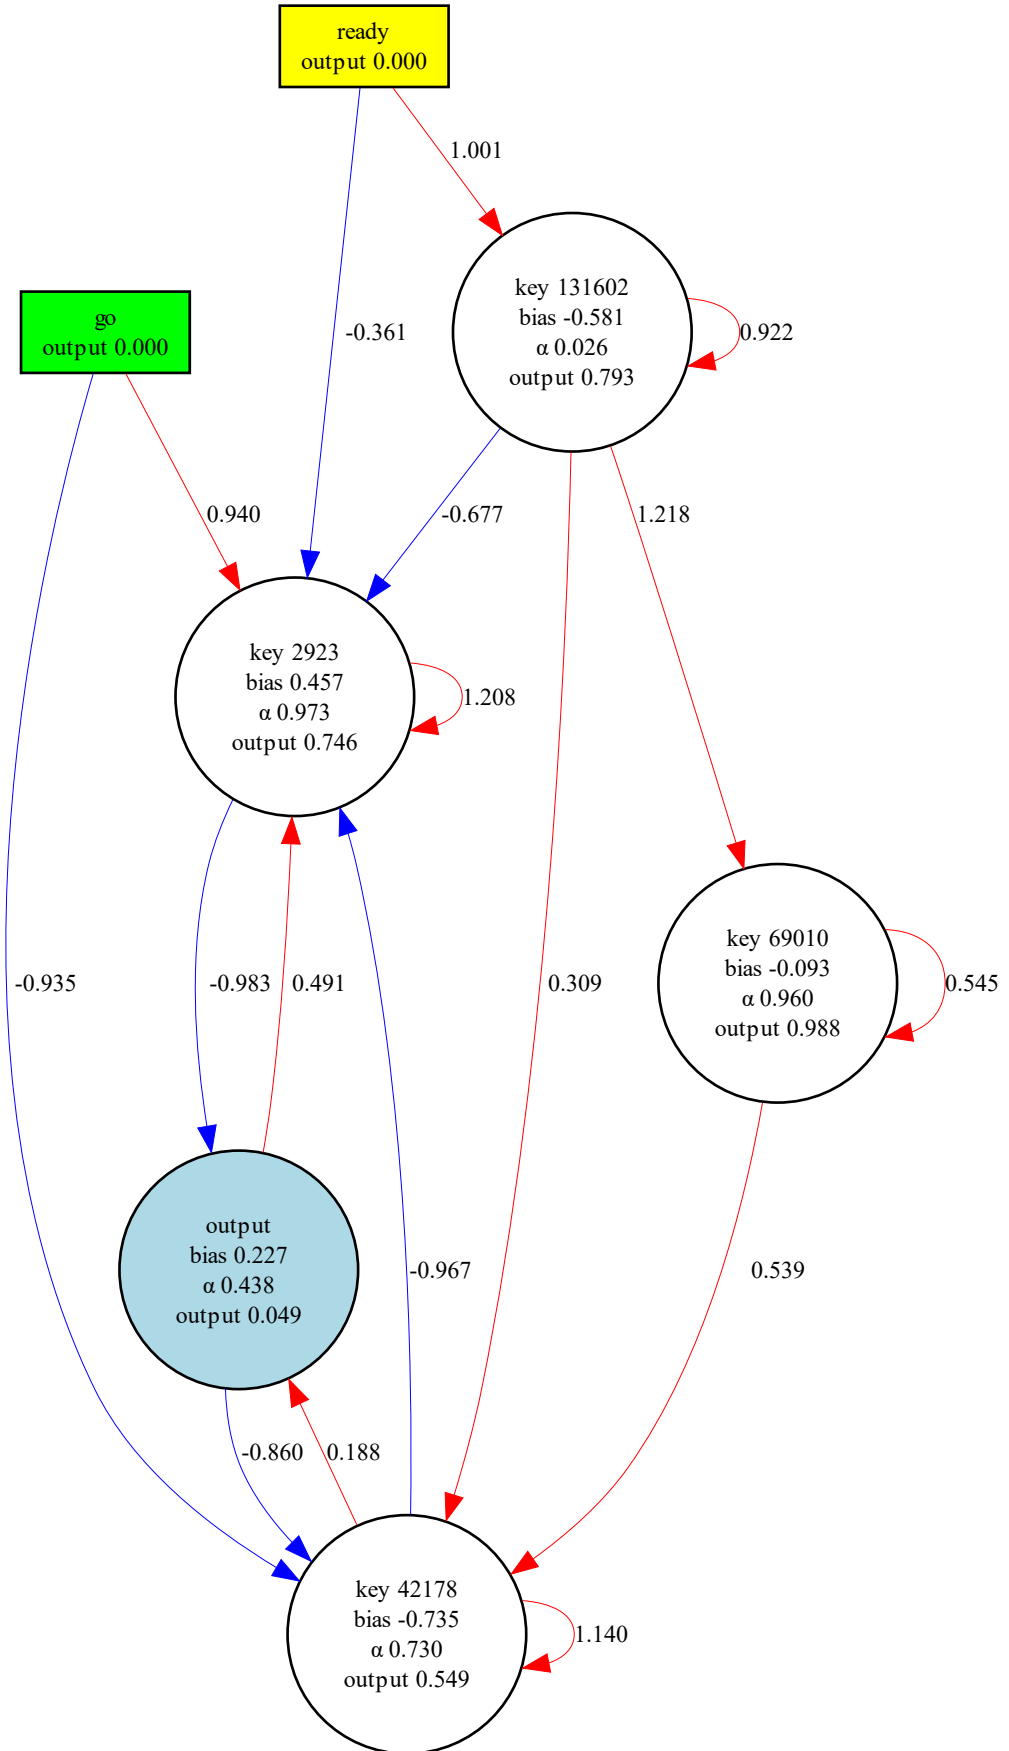 ready
output 0.000
1.001
key 131602
bias -0.581
α 0.026
output 0.793
0.922
go
output 0.000
-0.361
0.940
-0.677
1.218
key 2923
bias 0.457
α 0.973
output 0.746
1.208
key 69010
bias -0.093
α 0.960
output 0.988
0.545
-0.935
-0.983
0.491
0.309
output
bias 0.227
α 0.438
output 0.049
-0.967
0.539
-0.860
0.188
key 42178
bias -0.735
α 0.730
output 0.549
1.140